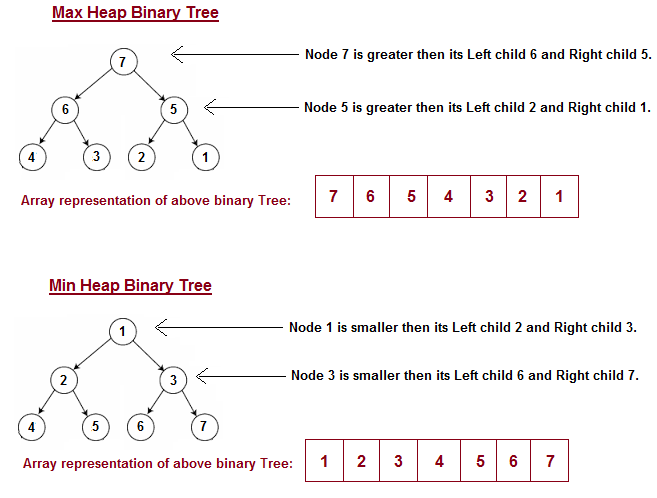 Max Heap Binary Tree
7
Node 7 is greater then its Left child 6 and Right child 5.
6
5
Node 5 is greater then its Left child 2 and Right child 1.
4 3 2 1
Array representation of above binary Tree: 7 6 5 4 3 2 1
Min Heap Binary Tree
1
Node 1 is smaller then its Left child 2 and Right child 3.
2
3
Node 3 is smaller then its Left child 6 and Right child 7.
4 5 6 7
Array representation of above binary Tree: 1 2 3 4 5 6 7